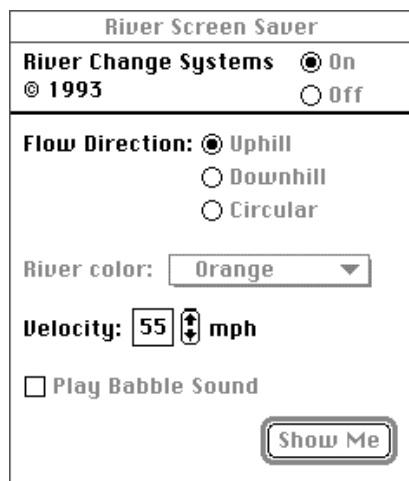 River Screen Saver
River Change Systems On
© 1993 Off
Flow Direction: Uphill
Downhill
Circular
River color: Orange
Velocity: 55 mph
Play Babble Sound
Show Me